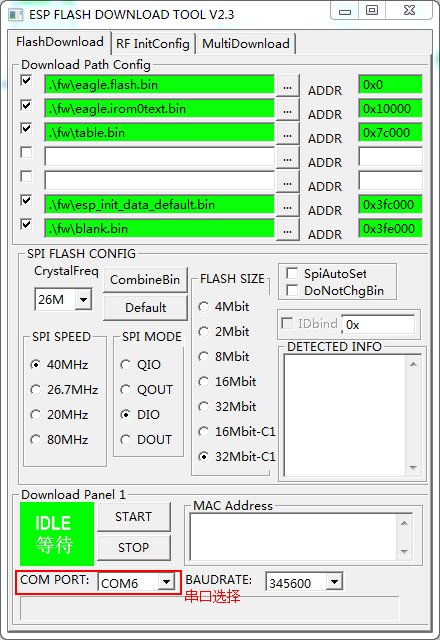 ESP FLASH DOWNLOAD TOOL V2.3
FlashDownload RF InitConfig MultiDownload
Download Path Config
.\fw\eagle.flash.bin ... ADDR 0x0
.\fw\eagle.irom0text.bin ... ADDR 0x10000
.\fw\table.bin ... ADDR 0x7c000
... ADDR
... ADDR
.\fw\esp_init_data_default.bin ... ADDR 0x3fc000
.\fw\blank.bin ... ADDR 0x3fe000
SPI FLASH CONFIG
CrystalFreq
26M
CombineBin
Default
SPI SPEED
40MHz
26.7MHz
20MHz
80MHz
SPI MODE
QIO
QOUT
DIO
DOUT
FLASH SIZE
4Mbit
2Mbit
8Mbit
16Mbit
32Mbit
16Mbit-C1
32Mbit-C1
SpiAutoSet
DoNotChgBin
IDbind 0x
DETECTED INFO
Download Panel 1
IDLE
等待
START
STOP
MAC Address
COM PORT: COM6 BAUDRATE: 345600
串口选择